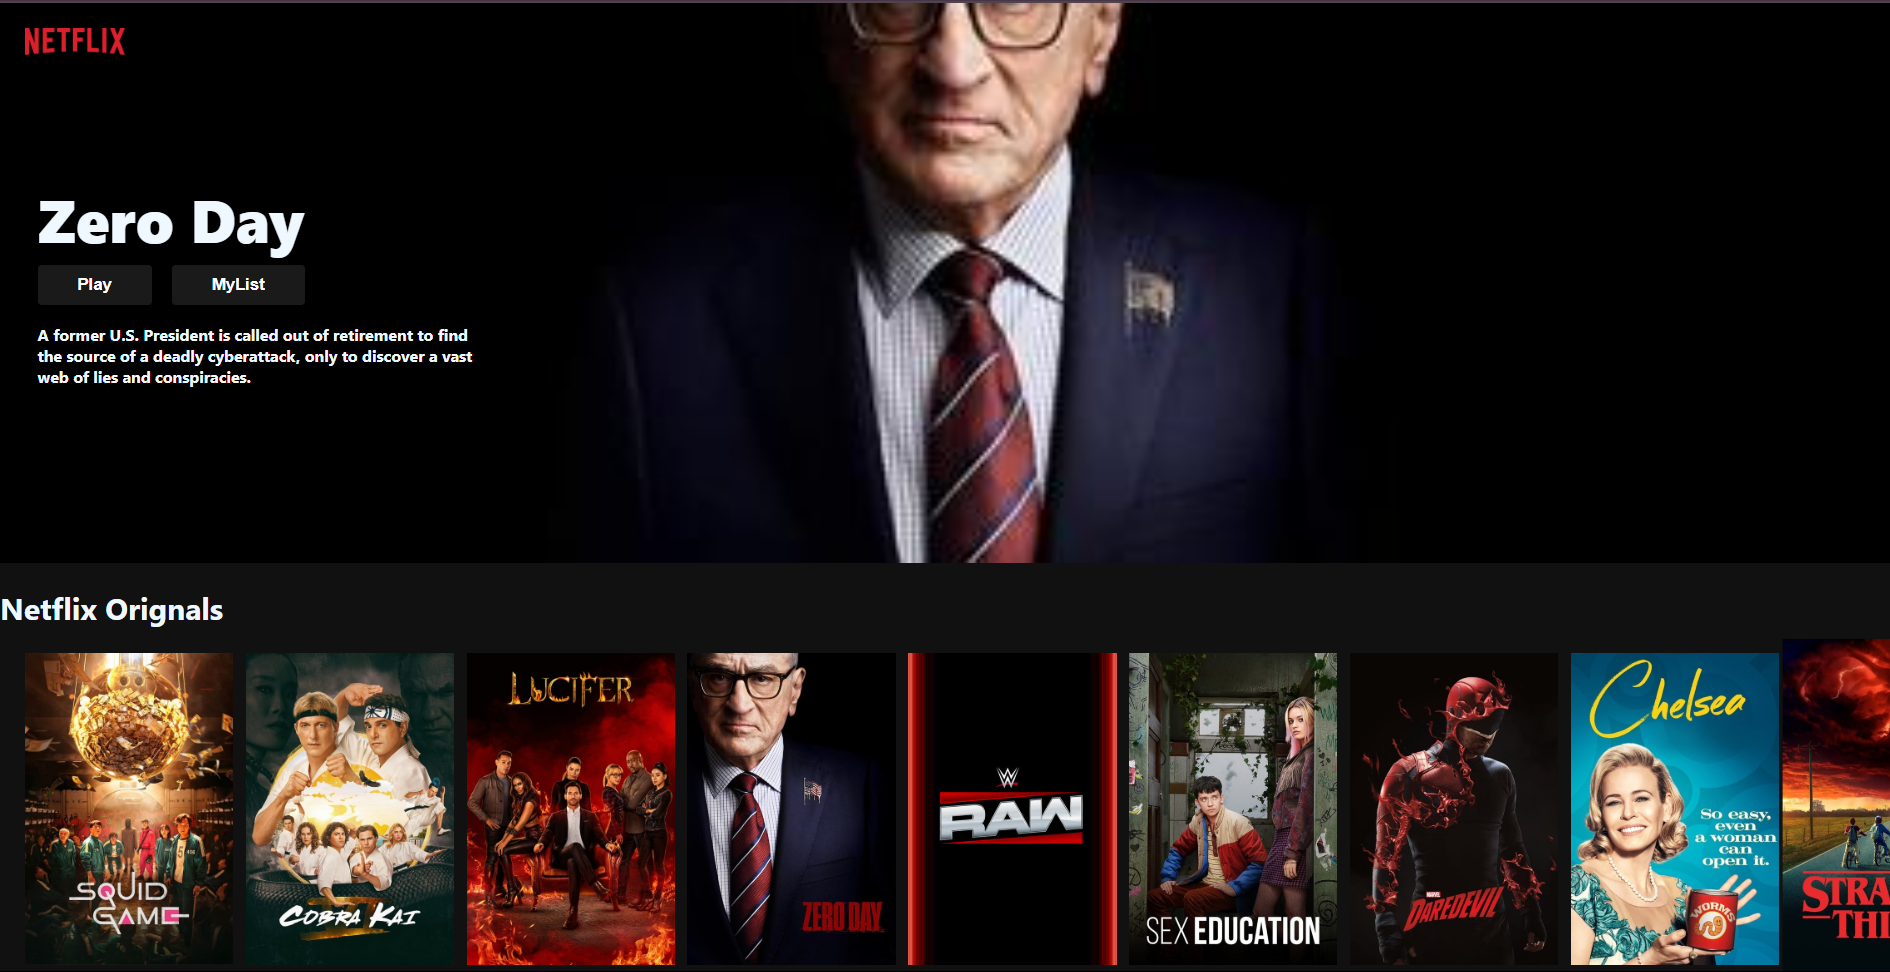 NETFLIX
Zero Day
Play
MyList
A former U.S. President is called out of retirement to find
the source of a deadly cyberattack, only to discover a vast
web of lies and conspiracies.
Netflix Orignals
SQUID
GAME
COBRA KAI
LUCIFER
ZERO DAY
W
RAW
SEX EDUCATION
MARVEL
DAREDEVIL
Chelsea
So easy,
even
a woman
can
open it.
WORMS
STRA
THI